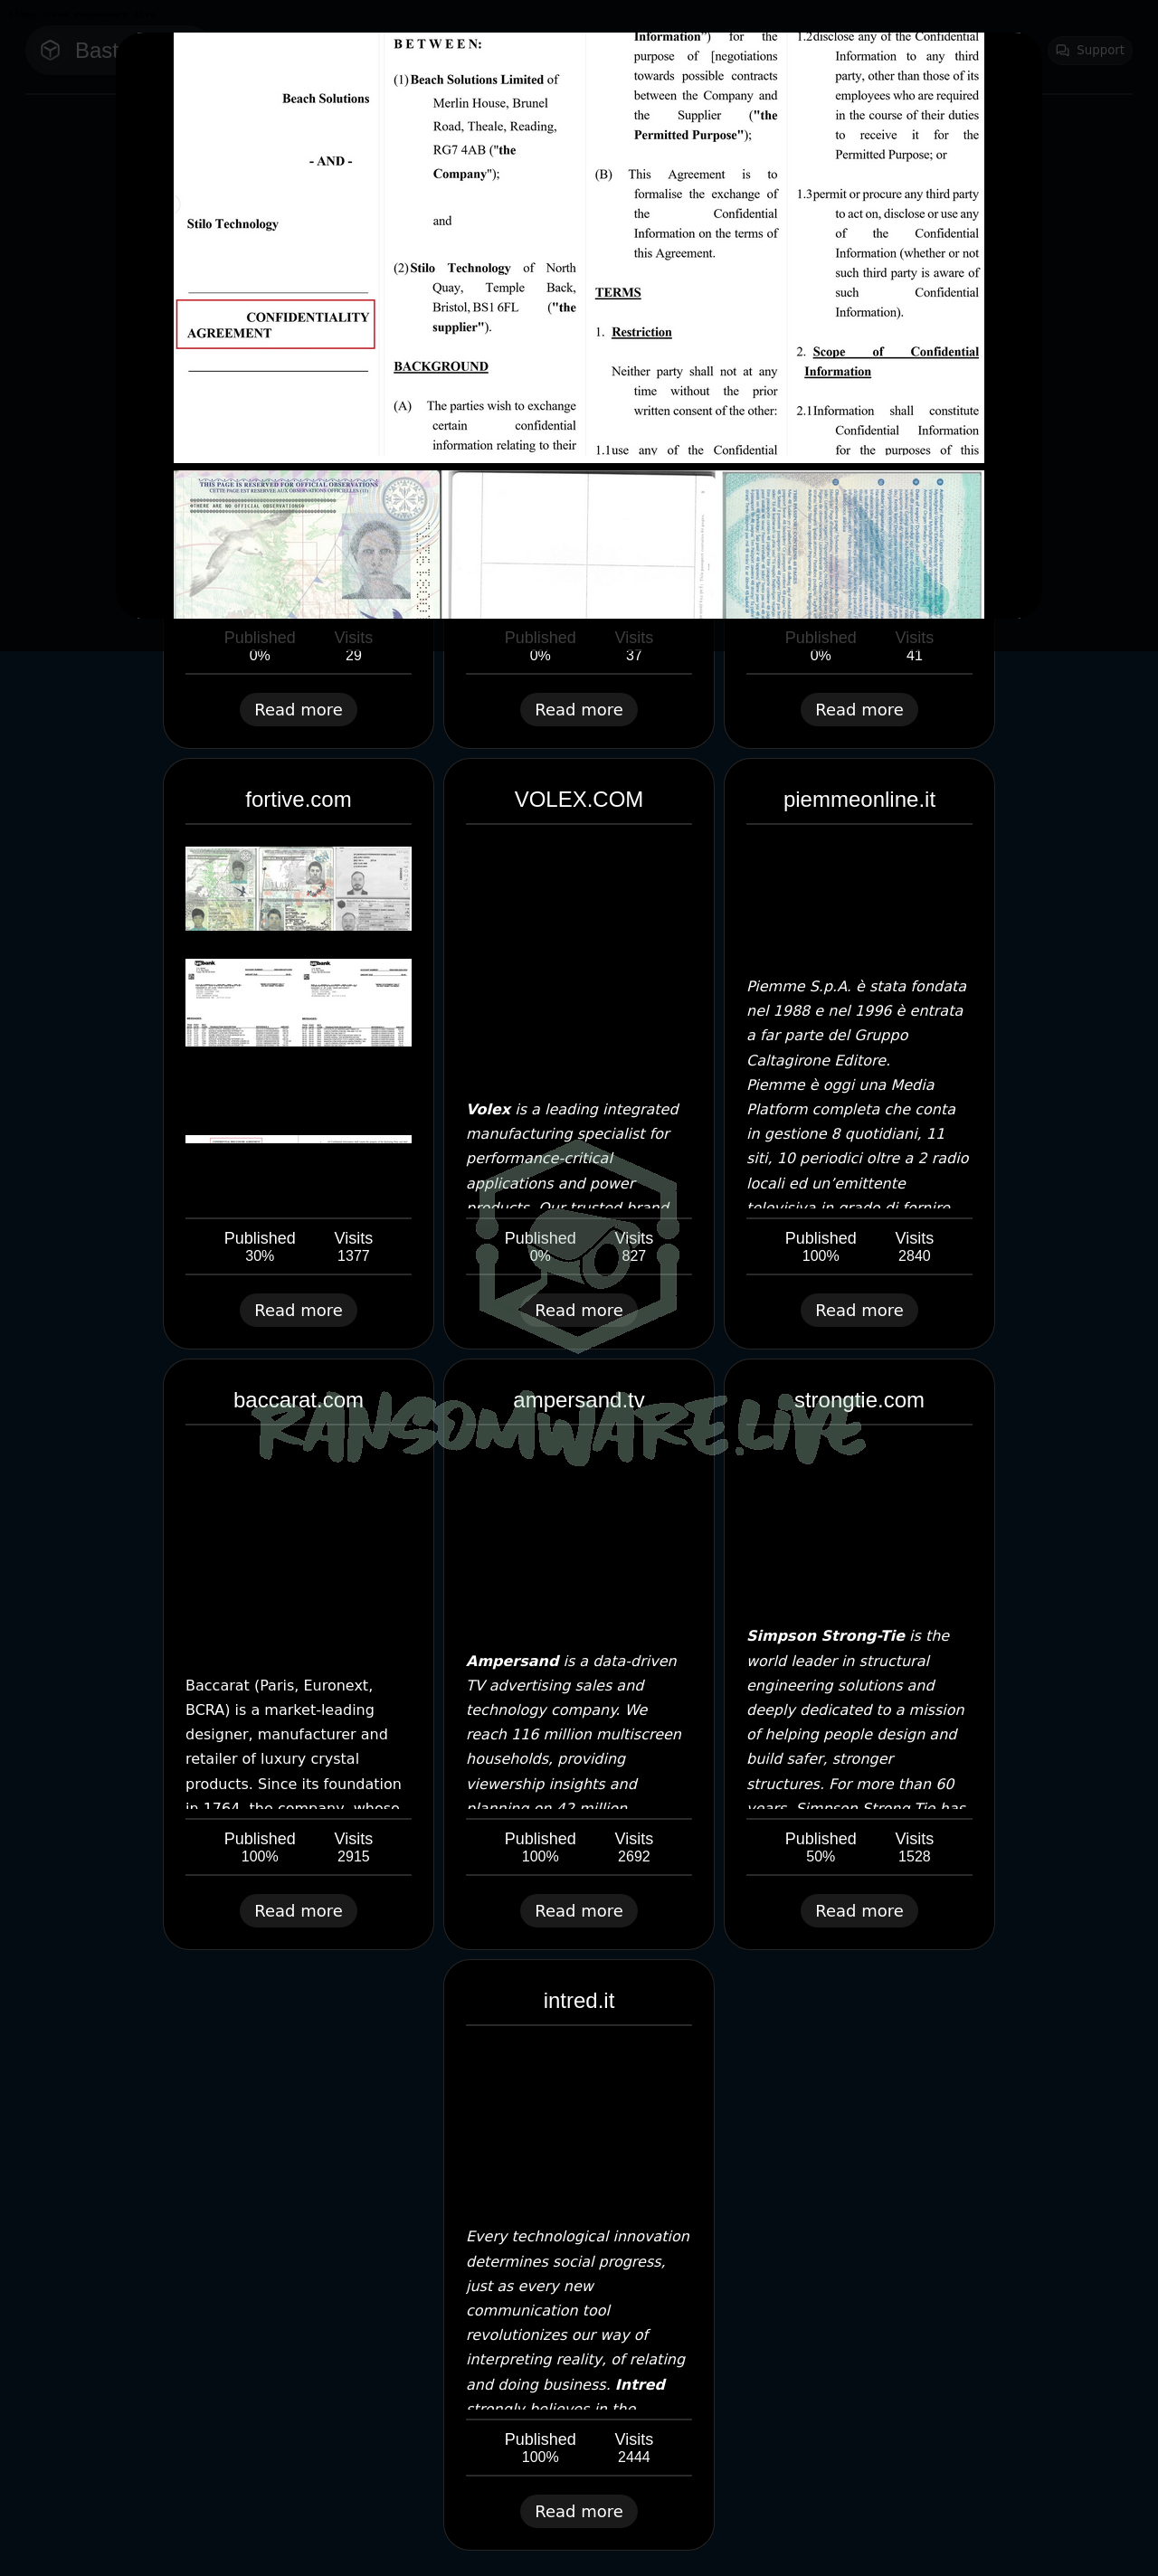 Bast
Support
Beach Solutions
- AND -
Stilo Technology
CONFIDENTIALITY
AGREEMENT
B E T W E E N:
(1) Beach Solutions Limited of
Merlin House, Brunel
Road, Theale, Reading,
RG7 4AB ("the
Company");
and
(2) Stilo Technology of North
Quay, Temple Back,
Bristol, BS1 6FL ("the
supplier").
BACKGROUND
(A) The parties wish to exchange
certain confidential
information relating to their
Information") for the
purpose of [negotiations
towards possible contracts
between the Company and
the Supplier ("the
Permitted Purpose");
(B) This Agreement is to
formalise the exchange of
the Confidential
Information on the terms of
this Agreement.
TERMS
1. Restriction
Neither party shall not at any
time without the prior
written consent of the other:
1.1use any of the Confidential
1.2disclose any of the Confidential
Information to any third
party, other than those of its
employees who are required
in the course of their duties
to receive it for the
Permitted Purpose; or
1.3permit or procure any third party
to act on, disclose or use any
of the Confidential
Information (whether or not
such third party is aware of
such Confidential
Information).
2. Scope of Confidential
Information
2.1Information shall constitute
Confidential Information
for the purposes of this
THIS PAGE IS RESERVED FOR OFFICIAL OBSERVATIONS
CETTE PAGE EST RESERVEE AUX OBSERVATIONS OFFICIELLES (11)
THERE ARE NO OFFICIAL OBSERVATIONS
Published Visits
0% 29
Read more
Published Visits
0% 37
Read more
Published Visits
0% 41
Read more
fortive.com
usbank
usbank
Published Visits
30% 1377
Read more
VOLEX.COM
Volex is a leading integrated
manufacturing specialist for
performance-critical
applications and power
products. Our trusted brand
Published Visits
0% 827
Read more
piemmeonline.it
Piemme S.p.A. è stata fondata
nel 1988 e nel 1996 è entrata
a far parte del Gruppo
Caltagirone Editore.
Piemme è oggi una Media
Platform completa che conta
in gestione 8 quotidiani, 11
siti, 10 periodici oltre a 2 radio
locali ed un’emittente
televisiva in grado di fornire
Published Visits
100% 2840
Read more
RANSOMWARE.LIVE
baccarat.com
Baccarat (Paris, Euronext,
BCRA) is a market-leading
designer, manufacturer and
retailer of luxury crystal
products. Since its foundation
in 1764, the company, whose
Published Visits
100% 2915
Read more
ampersand.tv
Ampersand is a data-driven
TV advertising sales and
technology company. We
reach 116 million multiscreen
households, providing
viewership insights and
planning on 42 million
Published Visits
100% 2692
Read more
strongtie.com
Simpson Strong-Tie is the
world leader in structural
engineering solutions and
deeply dedicated to a mission
of helping people design and
build safer, stronger
structures. For more than 60
years, Simpson Strong-Tie has
Published Visits
50% 1528
Read more
intred.it
Every technological innovation
determines social progress,
just as every new
communication tool
revolutionizes our way of
interpreting reality, of relating
and doing business. Intred
strongly believes in the
Published Visits
100% 2444
Read more